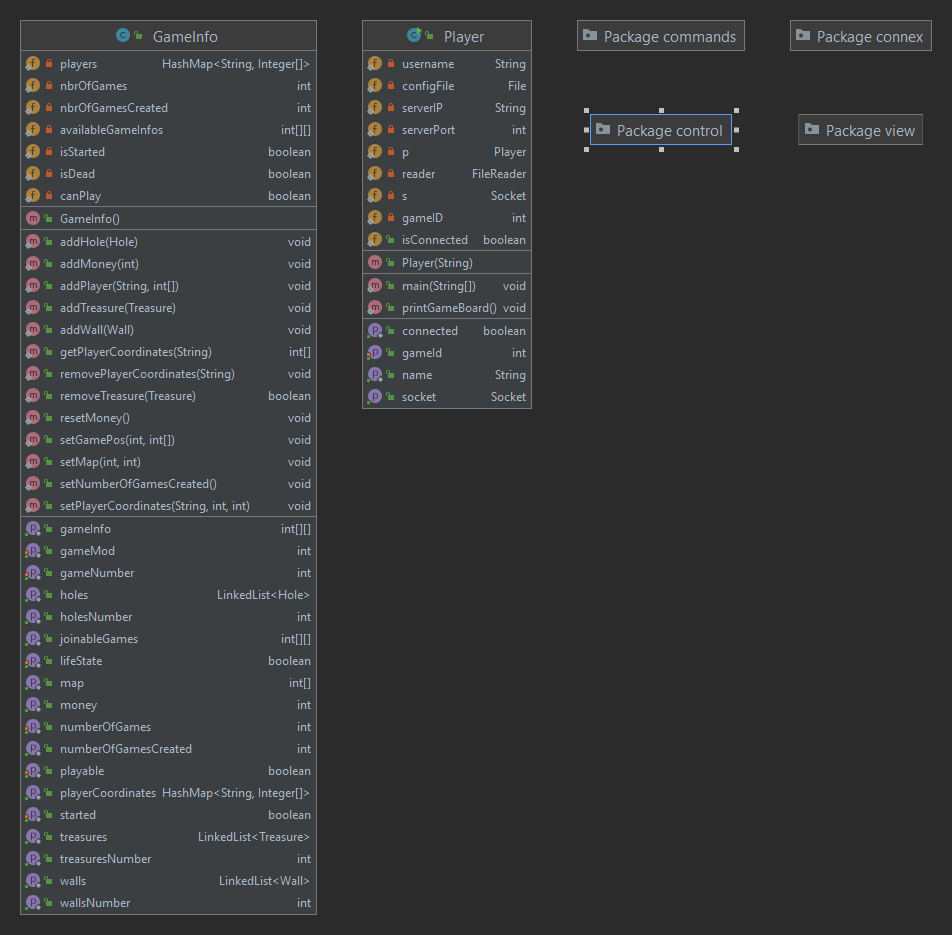 GameInfo
players HashMap<String, Integer[]>
nbrOfGames int
nbrOfGamesCreated int
availableGameInfos int[][]
isStarted boolean
isDead boolean
canPlay boolean
GameInfo()
addHole(Hole) void
addMoney(int) void
addPlayer(String, int[]) void
addTreasure(Treasure) void
addWall(Wall) void
getPlayerCoordinates(String) int[]
removePlayerCoordinates(String) void
removeTreasure(Treasure) boolean
resetMoney() void
setGamePos(int, int[]) void
setMap(int, int) void
setNumberOfGamesCreated() void
setPlayerCoordinates(String, int, int) void
gameInfo int[][]
gameMod int
gameNumber int
holes LinkedList<Hole>
holesNumber int
joinableGames int[][]
lifeState boolean
map int[]
money int
numberOfGames int
numberOfGamesCreated int
playable boolean
playerCoordinates HashMap<String, Integer[]>
started boolean
treasures LinkedList<Treasure>
treasuresNumber int
walls LinkedList<Wall>
wallsNumber int
Player
username String
configFile File
serverIP String
serverPort int
p Player
reader FileReader
s Socket
gameID int
isConnected boolean
Player(String)
main(String[]) void
printGameBoard() void
connected boolean
gameId int
name String
socket Socket
Package commands
Package connex
Package control
Package view